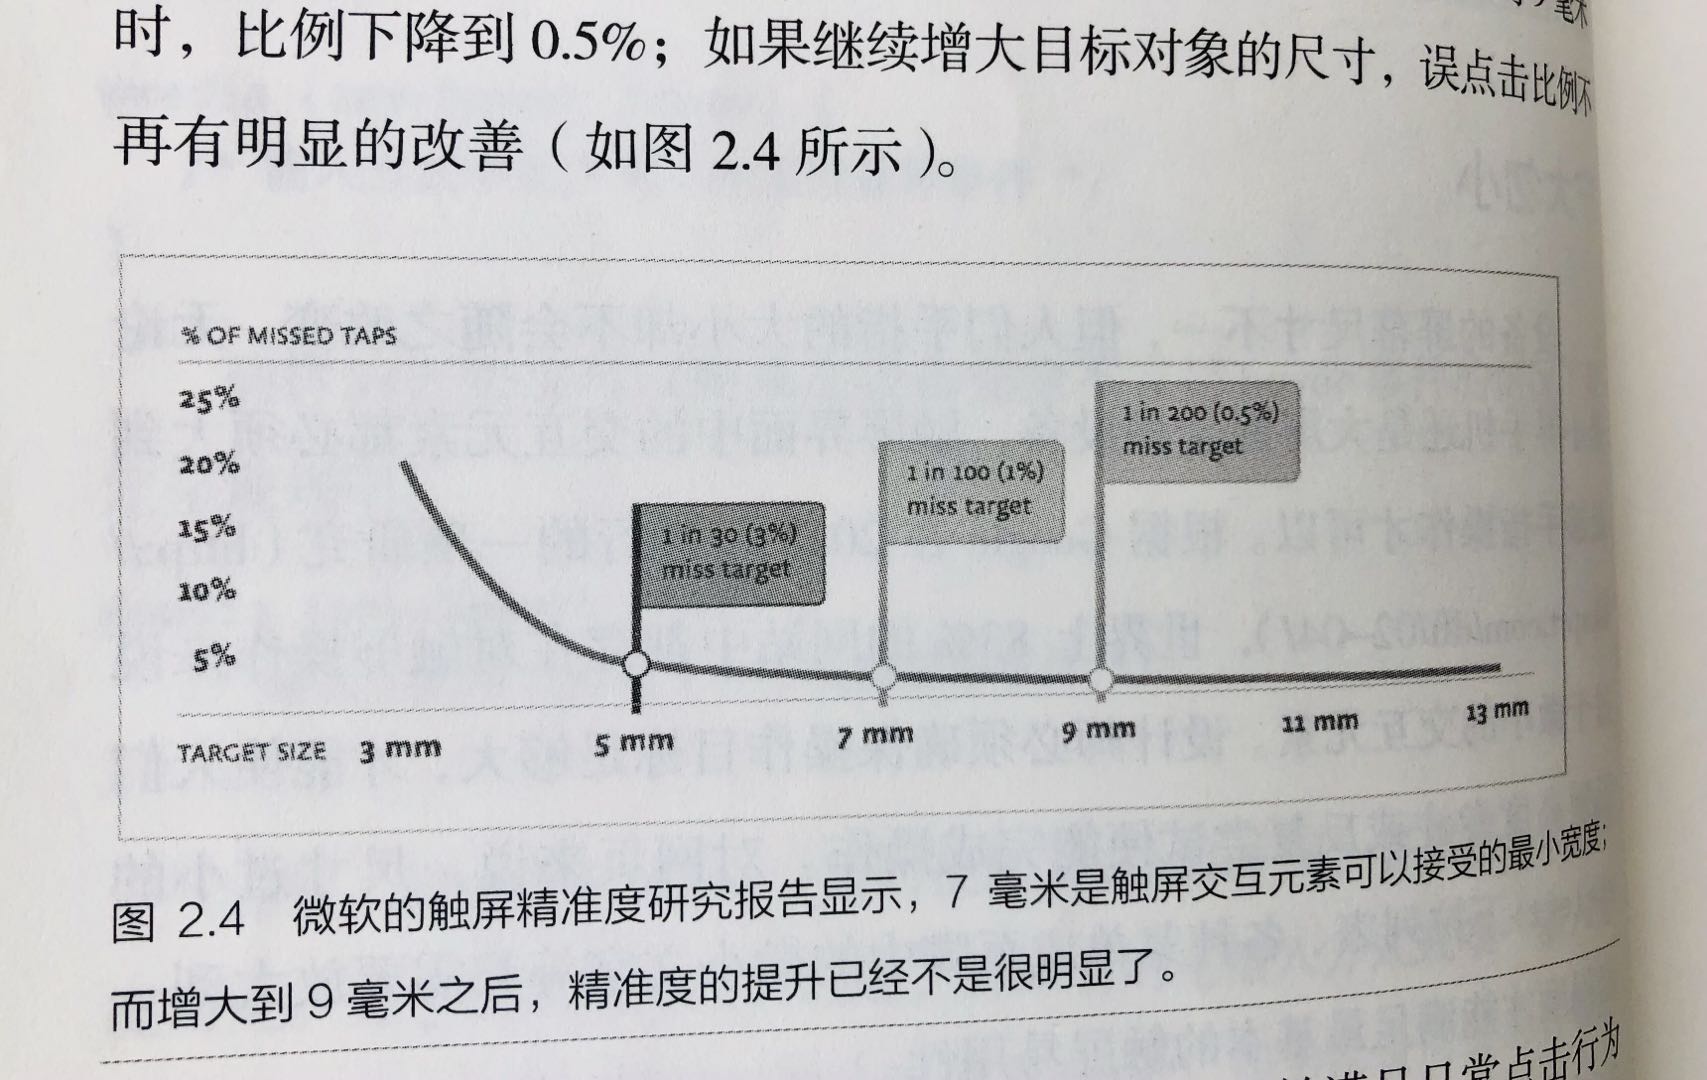 毫米
时，比例下降到 0.5%；如果继续增大目标对象的尺寸，误点击比例不
再有明显的改善（如图 2.4 所示）。
% OF MISSED TAPS
25%
20%
15%
10%
5%
1 in 30 (3%)
miss target
1 in 100 (1%)
miss target
1 in 200 (0.5%)
miss target
TARGET SIZE 3 mm 5 mm 7 mm 9 mm 11 mm 13 mm
图 2.4 微软的触屏精准度研究报告显示，7 毫米是触屏交互元素可以接受的最小宽度；
而增大到 9 毫米之后，精准度的提升已经不是很明显了。
日常点击行为